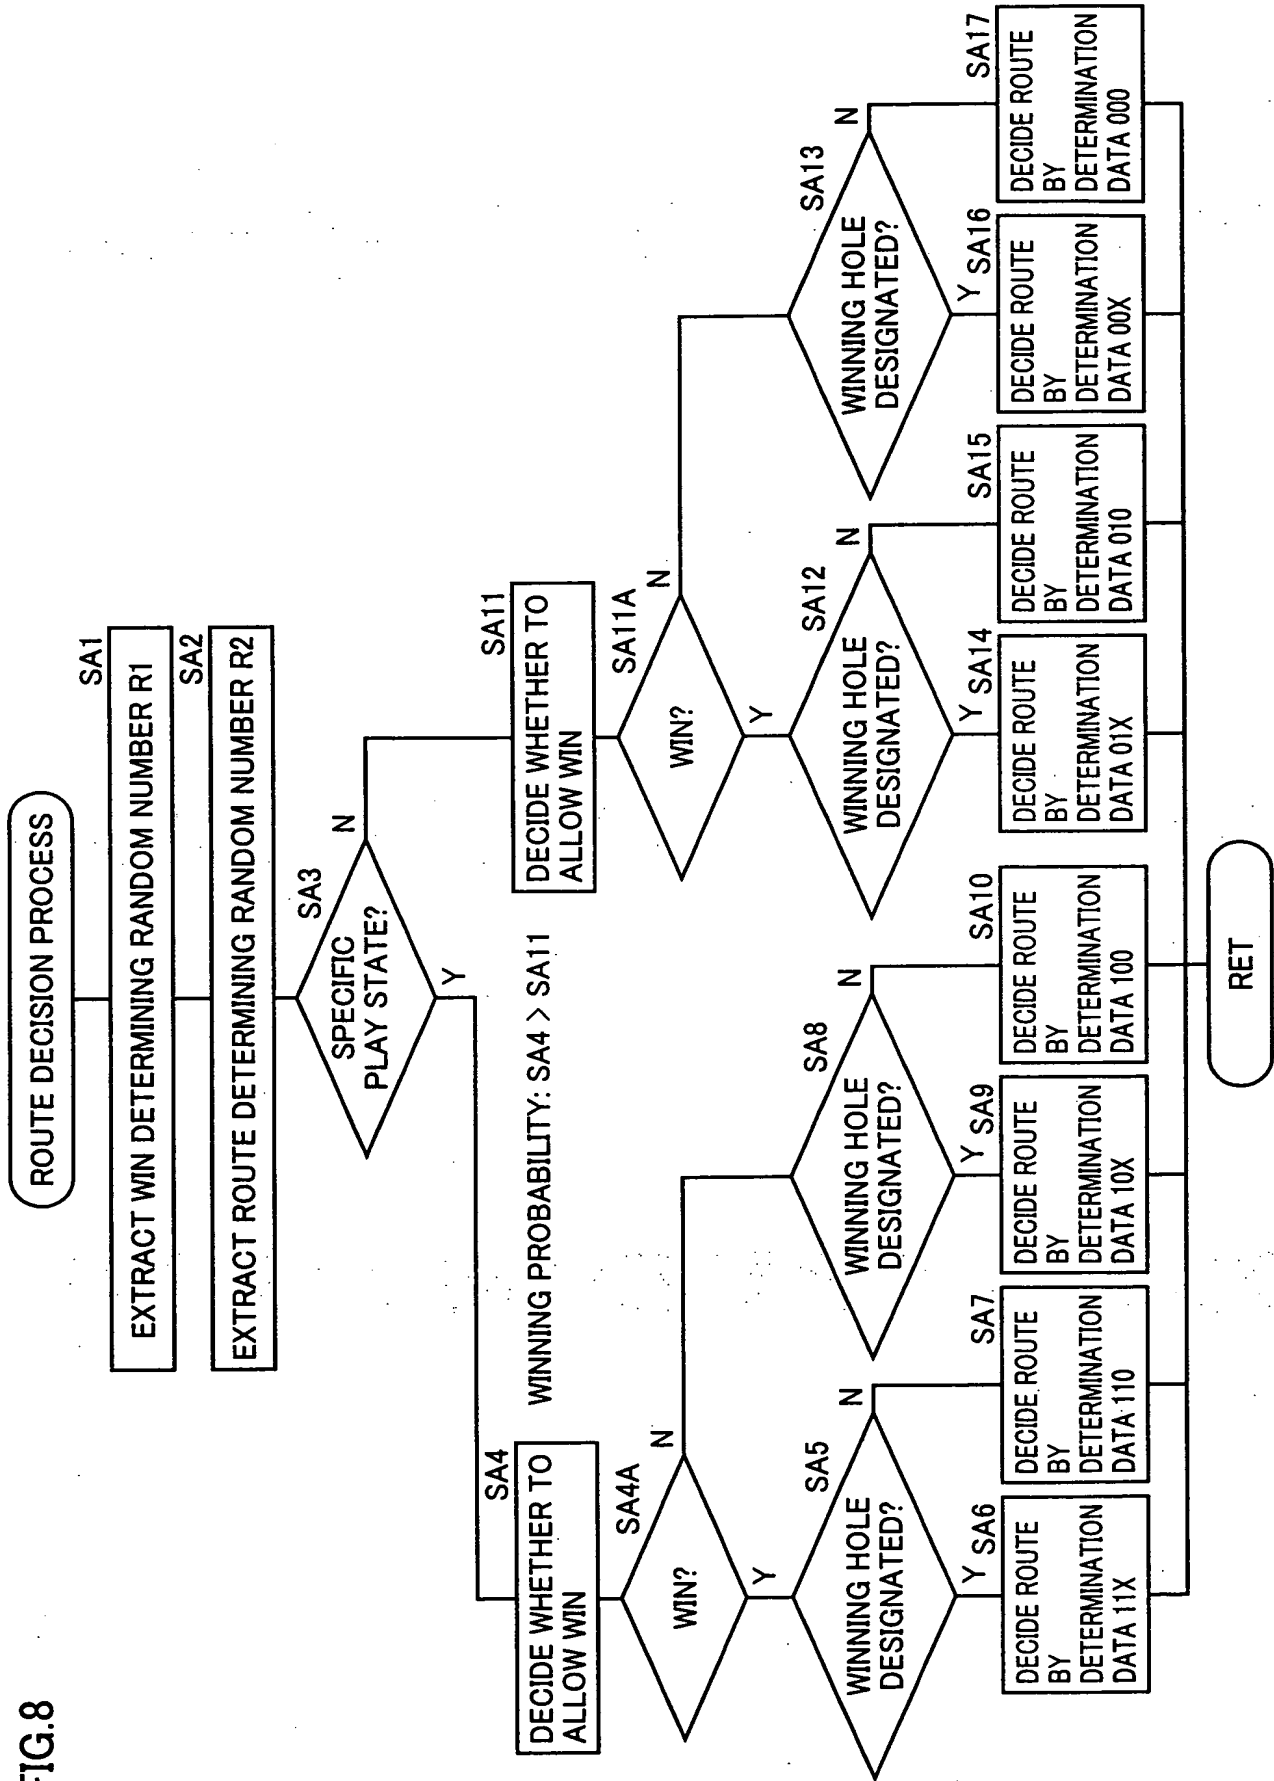 FIG.8
ROUTE DECISION PROCESS
SA1
EXTRACT WIN DETERMINING RANDOM NUMBER R1
SA2
EXTRACT ROUTE DETERMINING RANDOM NUMBER R2
SA3
SPECIFIC
PLAY STATE?
N
Y
SA4
DECIDE WHETHER TO
ALLOW WIN
WINNING PROBABILITY: SA4 > SA11
SA11
DECIDE WHETHER TO
ALLOW WIN
SA4A
WIN?
N
Y
SA11A
WIN?
N
Y
SA5
WINNING HOLE
DESIGNATED?
N
Y
SA8
WINNING HOLE
DESIGNATED?
N
Y
SA12
WINNING HOLE
DESIGNATED?
N
Y
SA13
WINNING HOLE
DESIGNATED?
N
Y
SA6
DECIDE ROUTE
BY
DETERMINATION
DATA 11X
SA7
DECIDE ROUTE
BY
DETERMINATION
DATA 110
SA9
DECIDE ROUTE
BY
DETERMINATION
DATA 10X
SA10
DECIDE ROUTE
BY
DETERMINATION
DATA 100
SA14
DECIDE ROUTE
BY
DETERMINATION
DATA 01X
SA15
DECIDE ROUTE
BY
DETERMINATION
DATA 010
SA16
DECIDE ROUTE
BY
DETERMINATION
DATA 00X
SA17
DECIDE ROUTE
BY
DETERMINATION
DATA 000
RET